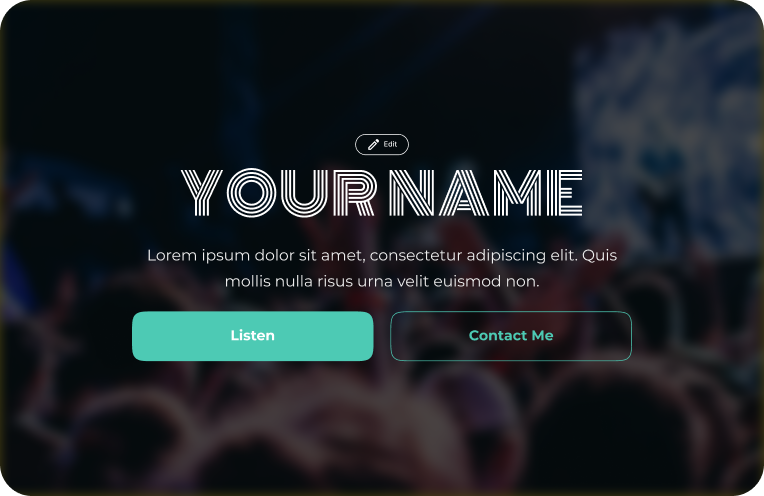 Edit
YOUR NAME
Lorem ipsum dolor sit amet, consectetur adipiscing elit. Quis
mollis nulla risus urna velit euismod non.
Listen
Contact Me